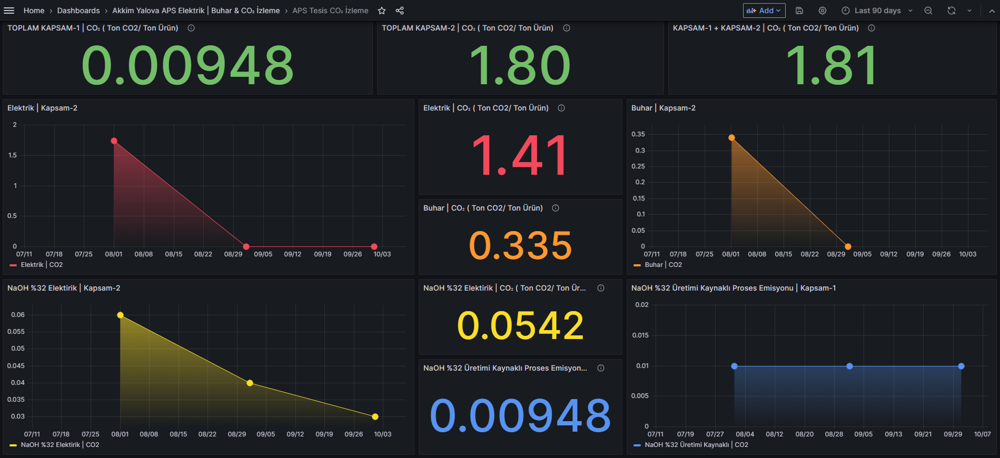 Home › Dashboards › Akkim Yalova APS Elektrik | Buhar & CO₂ İzleme › APS Tesis CO₂ İzleme
Add
Last 90 days
TOPLAM KAPSAM-1 | CO₂ ( Ton CO2/ Ton Ürün)
0.00948
TOPLAM KAPSAM-2 | CO₂ ( Ton CO2/ Ton Ürün)
1.80
KAPSAM-1 + KAPSAM-2 | CO₂ ( Ton CO2/ Ton Ürün)
1.81
Elektrik | Kapsam-2
2
1.5
1
0.5
0
07/11 07/18 07/25 08/01 08/08 08/15 08/22 08/29 09/05 09/12 09/19 09/26 10/03
Elektrik | CO2
Elektrik | CO₂ ( Ton CO2/ Ton Ürün)
1.41
Buhar | CO₂ ( Ton CO2/ Ton Ürün)
0.335
Buhar | Kapsam-2
0.35
0.3
0.25
0.2
0.15
0.1
0.05
0
07/11 07/18 07/25 08/01 08/08 08/15 08/22 08/29 09/05 09/12 09/19 09/26 10/03
Buhar | CO2
NaOH %32 Elektirik | Kapsam-2
0.06
0.055
0.05
0.045
0.04
0.035
0.03
07/11 07/18 07/25 08/01 08/08 08/15 08/22 08/29 09/05 09/12 09/19 09/26 10/03
NaOH %32 Elektirik | CO2
NaOH %32 Elektirik | CO₂ ( Ton CO2/ Ton Ür...
0.0542
NaOH %32 Üretimi Kaynaklı Proses Emisyon...
0.00948
NaOH %32 Üretimi Kaynaklı Proses Emisyonu | Kapsam-1
0.02
0.015
0.01
0.005
0
07/11 07/19 07/27 08/04 08/12 08/20 08/28 09/05 09/13 09/21 09/29 10/07
NaOH %32 Üretimi Kaynaklı | CO2